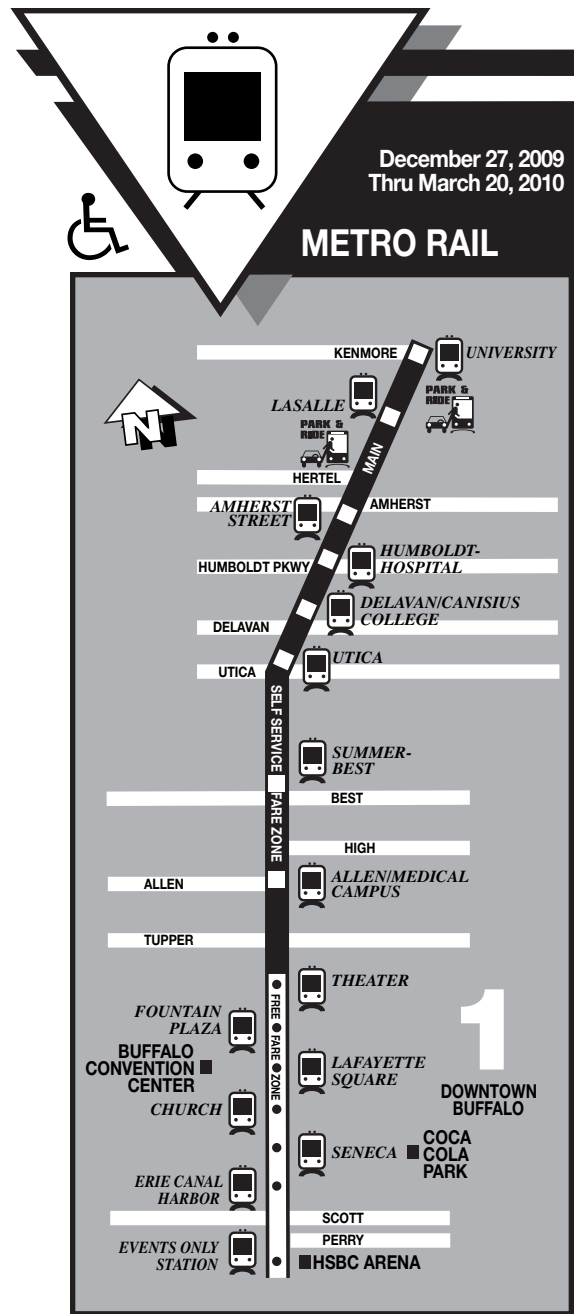 December 27, 2009
Thru March 20, 2010
METRO RAIL
KENMORE
UNIVERSITY
PARK &
RIDE
LASALLE
PARK &
RIDE
MAIN
N
HERTEL
AMHERST
STREET
AMHERST
HUMBOLDT PKWY
HUMBOLDT-
HOSPITAL
DELAVAN/CANISIUS
COLLEGE
DELAVAN
UTICA
UTICA
SELF SERVICE
FARE ZONE
SUMMER-
BEST
BEST
HIGH
ALLEN
ALLEN/MEDICAL
CAMPUS
TUPPER
THEATER
FREE FARE ZONE
FOUNTAIN
PLAZA
BUFFALO
CONVENTION
CENTER
LAFAYETTE
SQUARE
1
DOWNTOWN
BUFFALO
CHURCH
SENECA
COCA
COLA
PARK
ERIE CANAL
HARBOR
SCOTT
PERRY
EVENTS ONLY
STATION
HSBC ARENA